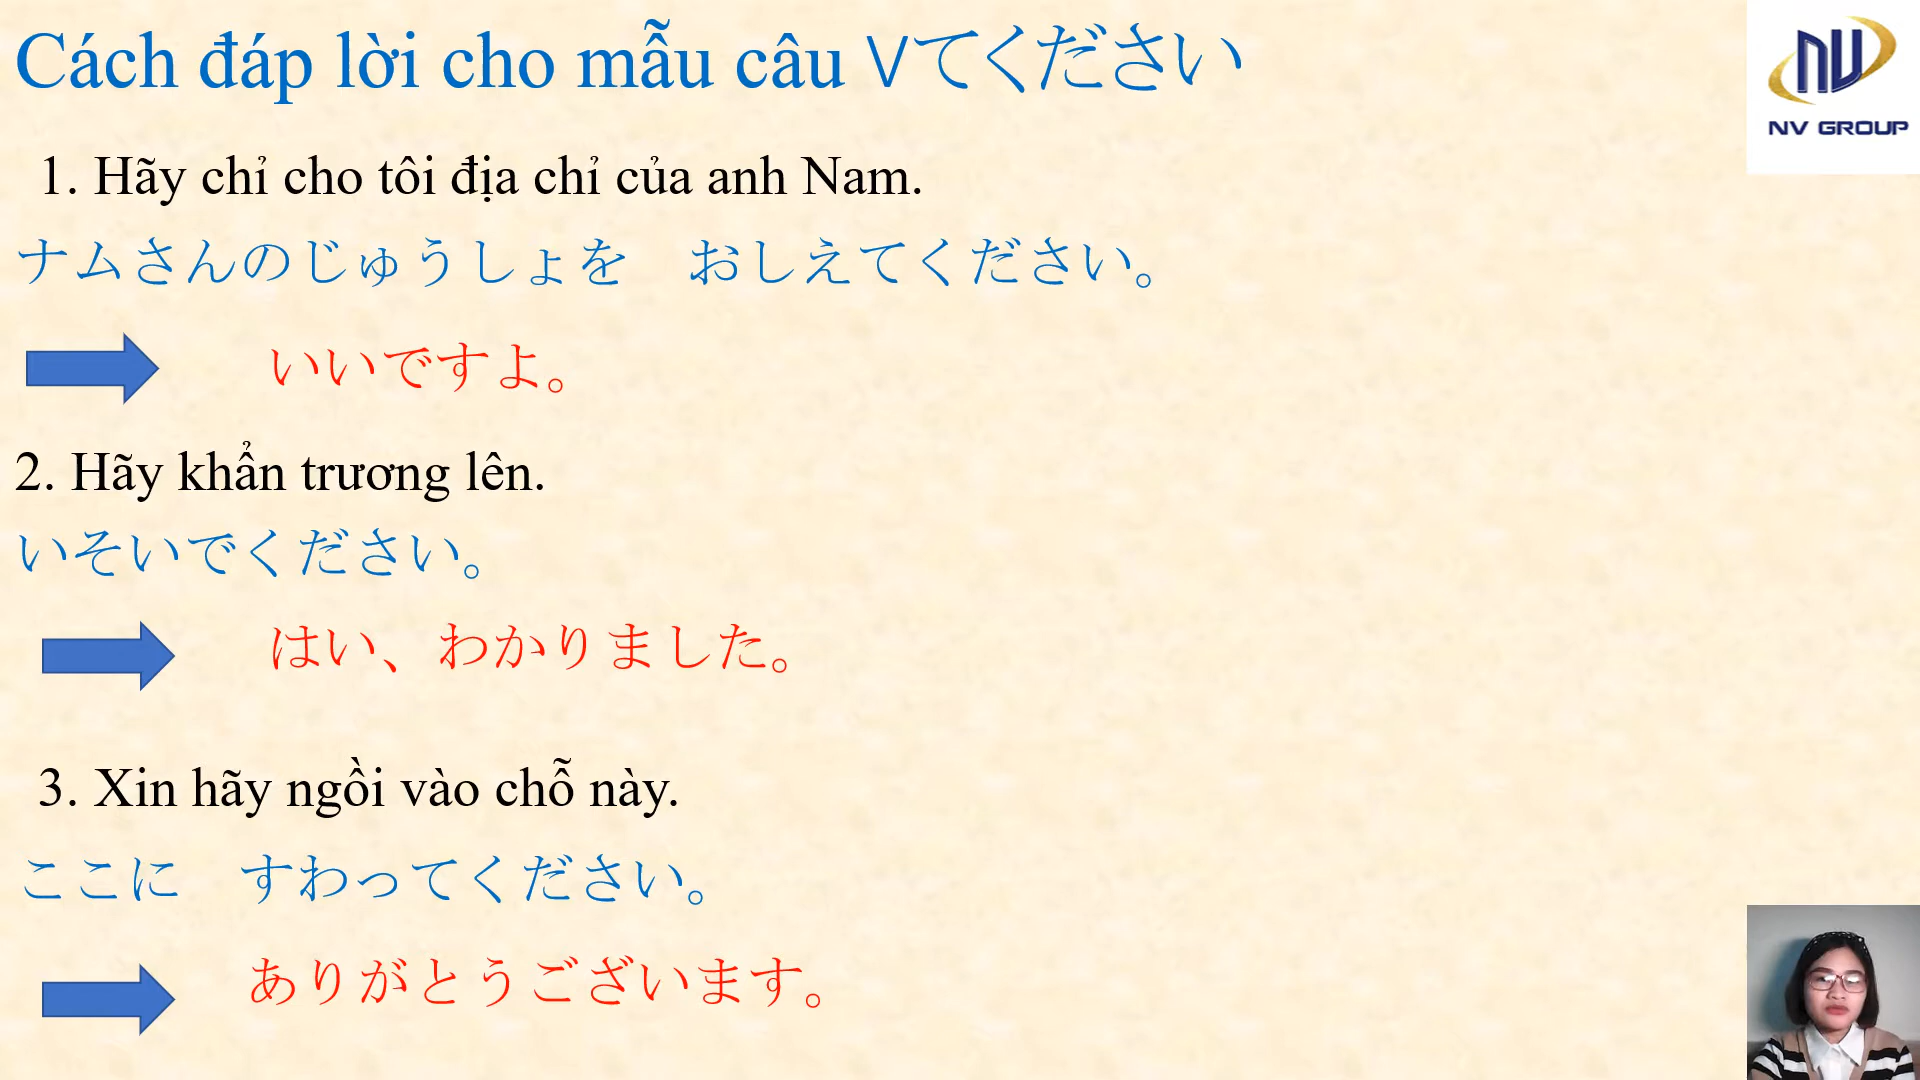 Cách đáp lời cho mẫu câu Vてください
NV GROUP
1. Hãy chỉ cho tôi địa chỉ của anh Nam.
ナムさんのじゅうしょを　おしえてください。
いいですよ。
2. Hãy khẩn trương lên.
いそいでください。
はい、わかりました。
3. Xin hãy ngồi vào chỗ này.
ここに　すわってください。
ありがとうございます。